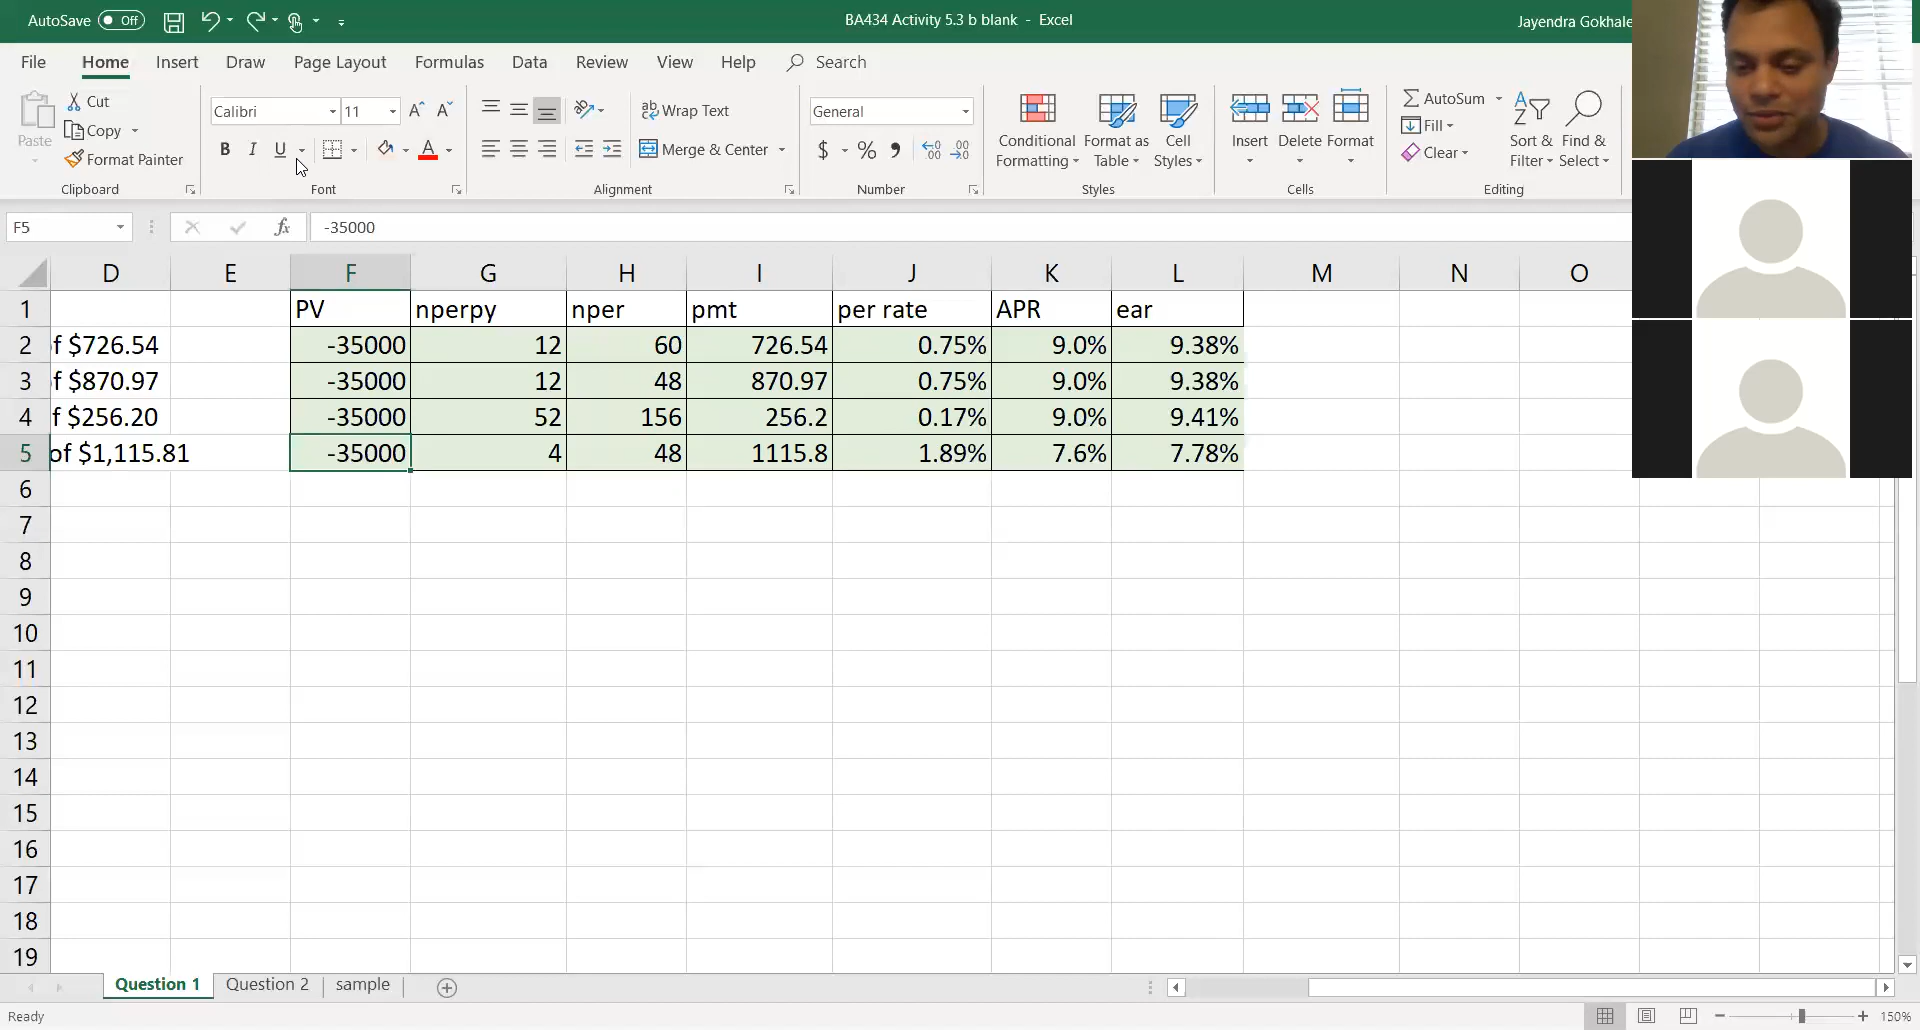 AutoSave Off
BA434 Activity 5.3 b blank - Excel
Jayendra Gokhale
File Home Insert Draw Page Layout Formulas Data Review View Help Search
Paste
Cut
Copy
Format Painter
Clipboard
Calibri 11
B I U A
Font
Wrap Text
Merge & Center
Alignment
General
$ % ,
Number
Conditional Formatting
Format as Table
Cell Styles
Styles
Insert Delete Format
Cells
AutoSum
Fill
Clear
Sort & Filter
Find & Select
Editing
F5 fx -35000
D E F G H I J K L M N O
1 PV nperpy nper pmt per rate APR ear
2 f $726.54 -35000 12 60 726.54 0.75% 9.0% 9.38%
3 f $870.97 -35000 12 48 870.97 0.75% 9.0% 9.38%
4 f $256.20 -35000 52 156 256.2 0.17% 9.0% 9.41%
5 of $1,115.81 -35000 4 48 1115.8 1.89% 7.6% 7.78%
6
7
8
9
10
11
12
13
14
15
16
17
18
19
Question 1 Question 2 sample
Ready
150%